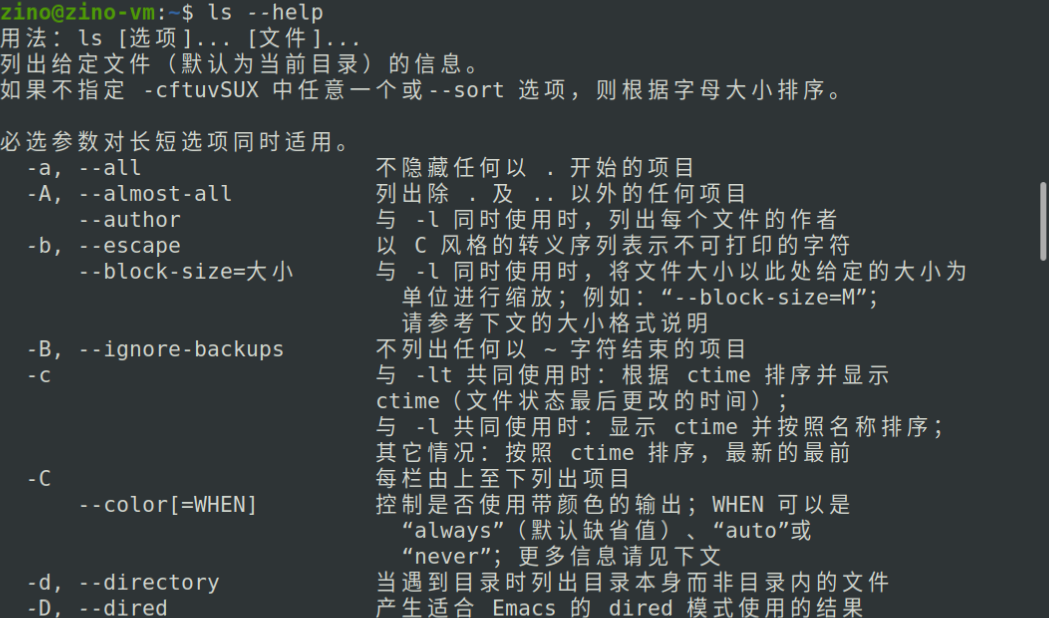 zino@zino-vm:~$ ls --help
用法：ls [选项]... [文件]...
列出给定文件（默认为当前目录）的信息。
如果不指定 -cftuvSUX 中任意一个或--sort 选项，则根据字母大小排序。
必选参数对长短选项同时适用。
-a, --all 不隐藏任何以 . 开始的项目
-A, --almost-all 列出除 . 及 .. 以外的任何项目
--author 与 -l 同时使用时，列出每个文件的作者
-b, --escape 以 C 风格的转义序列表示不可打印的字符
--block-size=大小 与 -l 同时使用时，将文件大小以此处给定的大小为
单位进行缩放；例如：“--block-size=M”；
请参考下文的大小格式说明
-B, --ignore-backups 不列出任何以 ~ 字符结束的项目
-c 与 -lt 共同使用时：根据 ctime 排序并显示
ctime（文件状态最后更改的时间）；
与 -l 共同使用时：显示 ctime 并按照名称排序；
其它情况：按照 ctime 排序，最新的最前
-C 每栏由上至下列出项目
--color[=WHEN] 控制是否使用带颜色的输出；WHEN 可以是
“always”（默认缺省值）、“auto”或
“never”；更多信息请见下文
-d, --directory 当遇到目录时列出目录本身而非目录内的文件
-D, --dired 产生适合 Emacs 的 dired 模式使用的结果